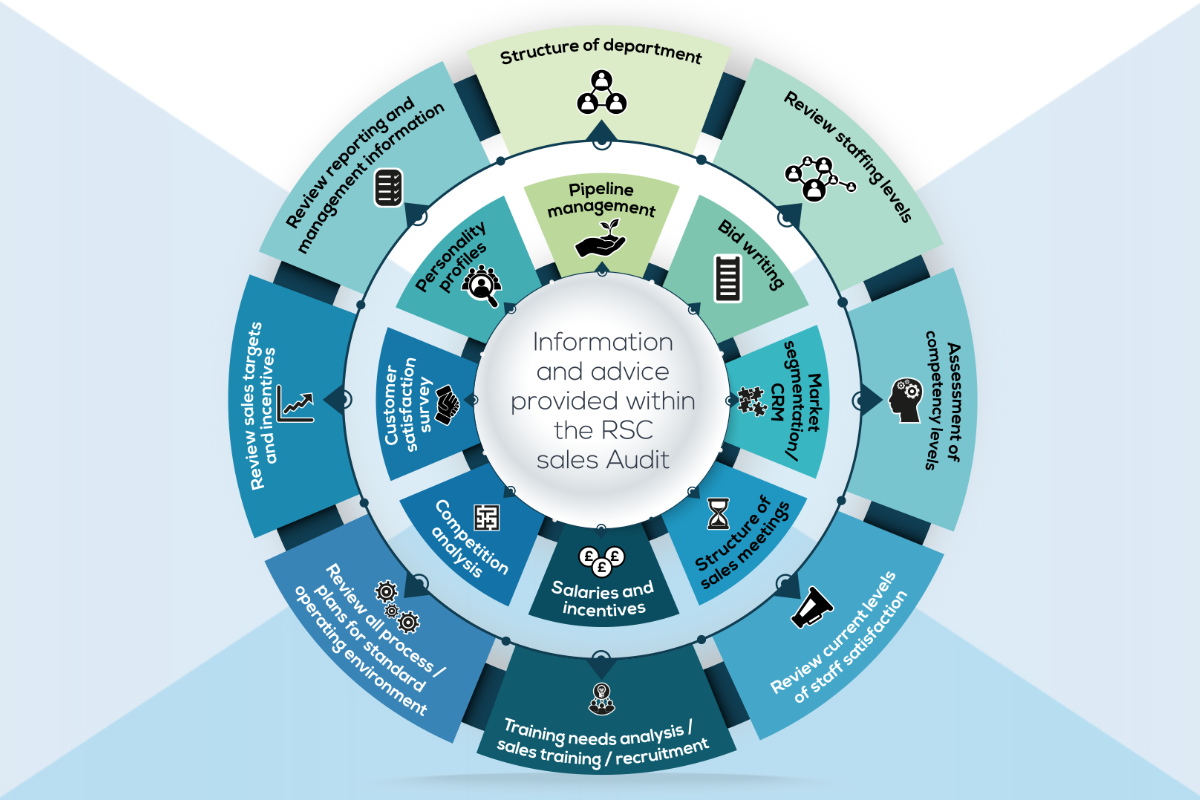 Structure of department
Review staffing levels
Assessment of
competency levels
Review current levels
of staff satisfaction
Training needs analysis /
sales training / recruitment
Review all process /
plans for standard
operating environment
Review sales targets
and incentives
Review reporting and
management information
Pipeline
management
Bid writing
Market
segmentation/
CRM
Structure of
sales meetings
£ £
£
Salaries and
incentives
Competition
analysis
Customer
satisfaction
survey
Personality
profiles
Information
and advice
provided within
the RSC
sales Audit